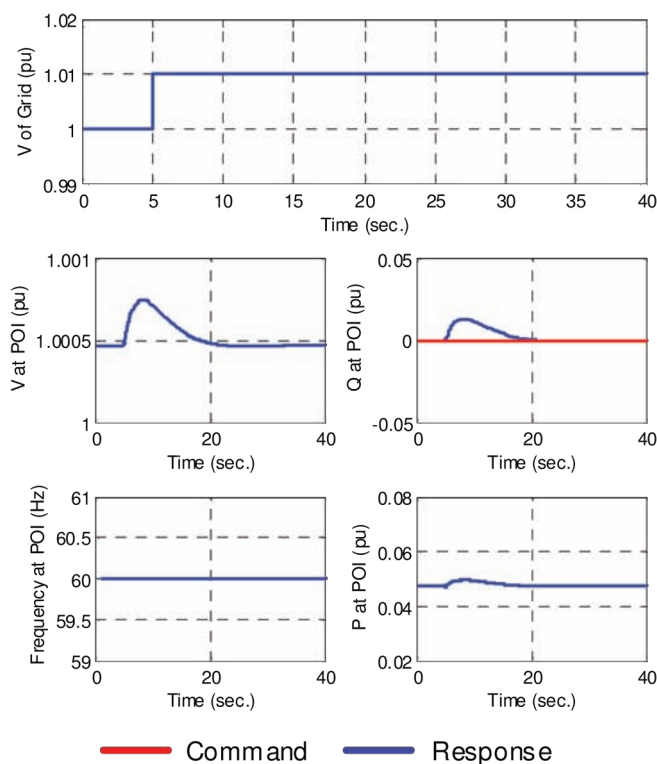 1.02
1.01
1
0.99
V of Grid (pu)
0 5 10 15 20 25 30 35 40
Time (sec.)
1.001
1.0005
1
V at POI (pu)
0 20 40
Time (sec.)
0.05
0
-0.05
Q at POI (pu)
0 20 40
Time (sec.)
61
60.5
60
59.5
59
Frequency at POI (Hz)
0 20 40
Time (sec.)
0.08
0.06
0.04
0.02
P at POI (pu)
0 20 40
Time (sec.)
Command Response